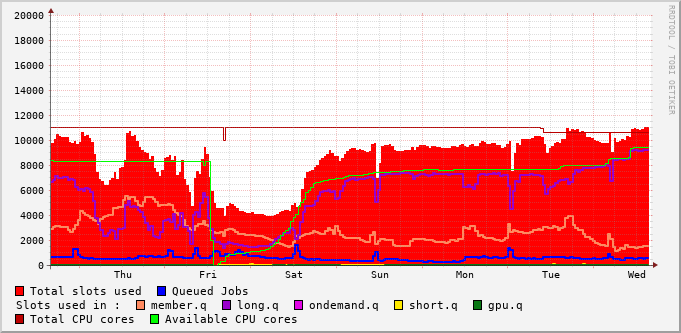 20000
18000
16000
14000
12000
10000
8000
6000
4000
2000
0
Thu Fri Sat Sun Mon Tue Wed
Total slots used Queued Jobs
Slots used in : member.q long.q ondemand.q short.q gpu.q
Total CPU cores Available CPU cores
RRDTOOL / TOBI OETIKER